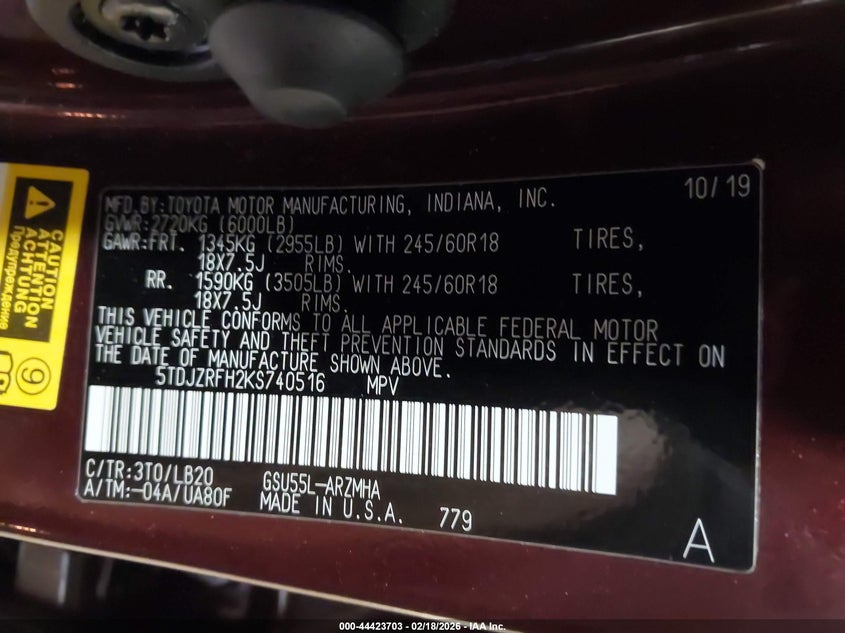 10/19
MFD.BY:TOYOTA MOTOR MANUFACTURING, INDIANA, INC.
GVWR:2720KG (6000LB)
GAWR:FRT. 1345KG (2955LB) WITH 245/60R18 TIRES,
18X7.5J RIMS.
RR. 1590KG (3505LB) WITH 245/60R18 TIRES,
18X7.5J RIMS.
THIS VEHICLE CONFORMS TO ALL APPLICABLE FEDERAL MOTOR
VEHICLE SAFETY AND THEFT PREVENTION STANDARDS IN EFFECT ON
THE DATE OF MANUFACTURE SHOWN ABOVE.
5TDJZRFH2KS740516 MPV
C/TR:3T0/LB20 GSU55L-ARZMHA
A/TM:-04A/UA80F MADE IN U.S.A. 779
A
CAUTION
ATTENTION
ACHTUNG
Предупреждение
9
000-44423703 - 02/18/2026 - IAA Inc.